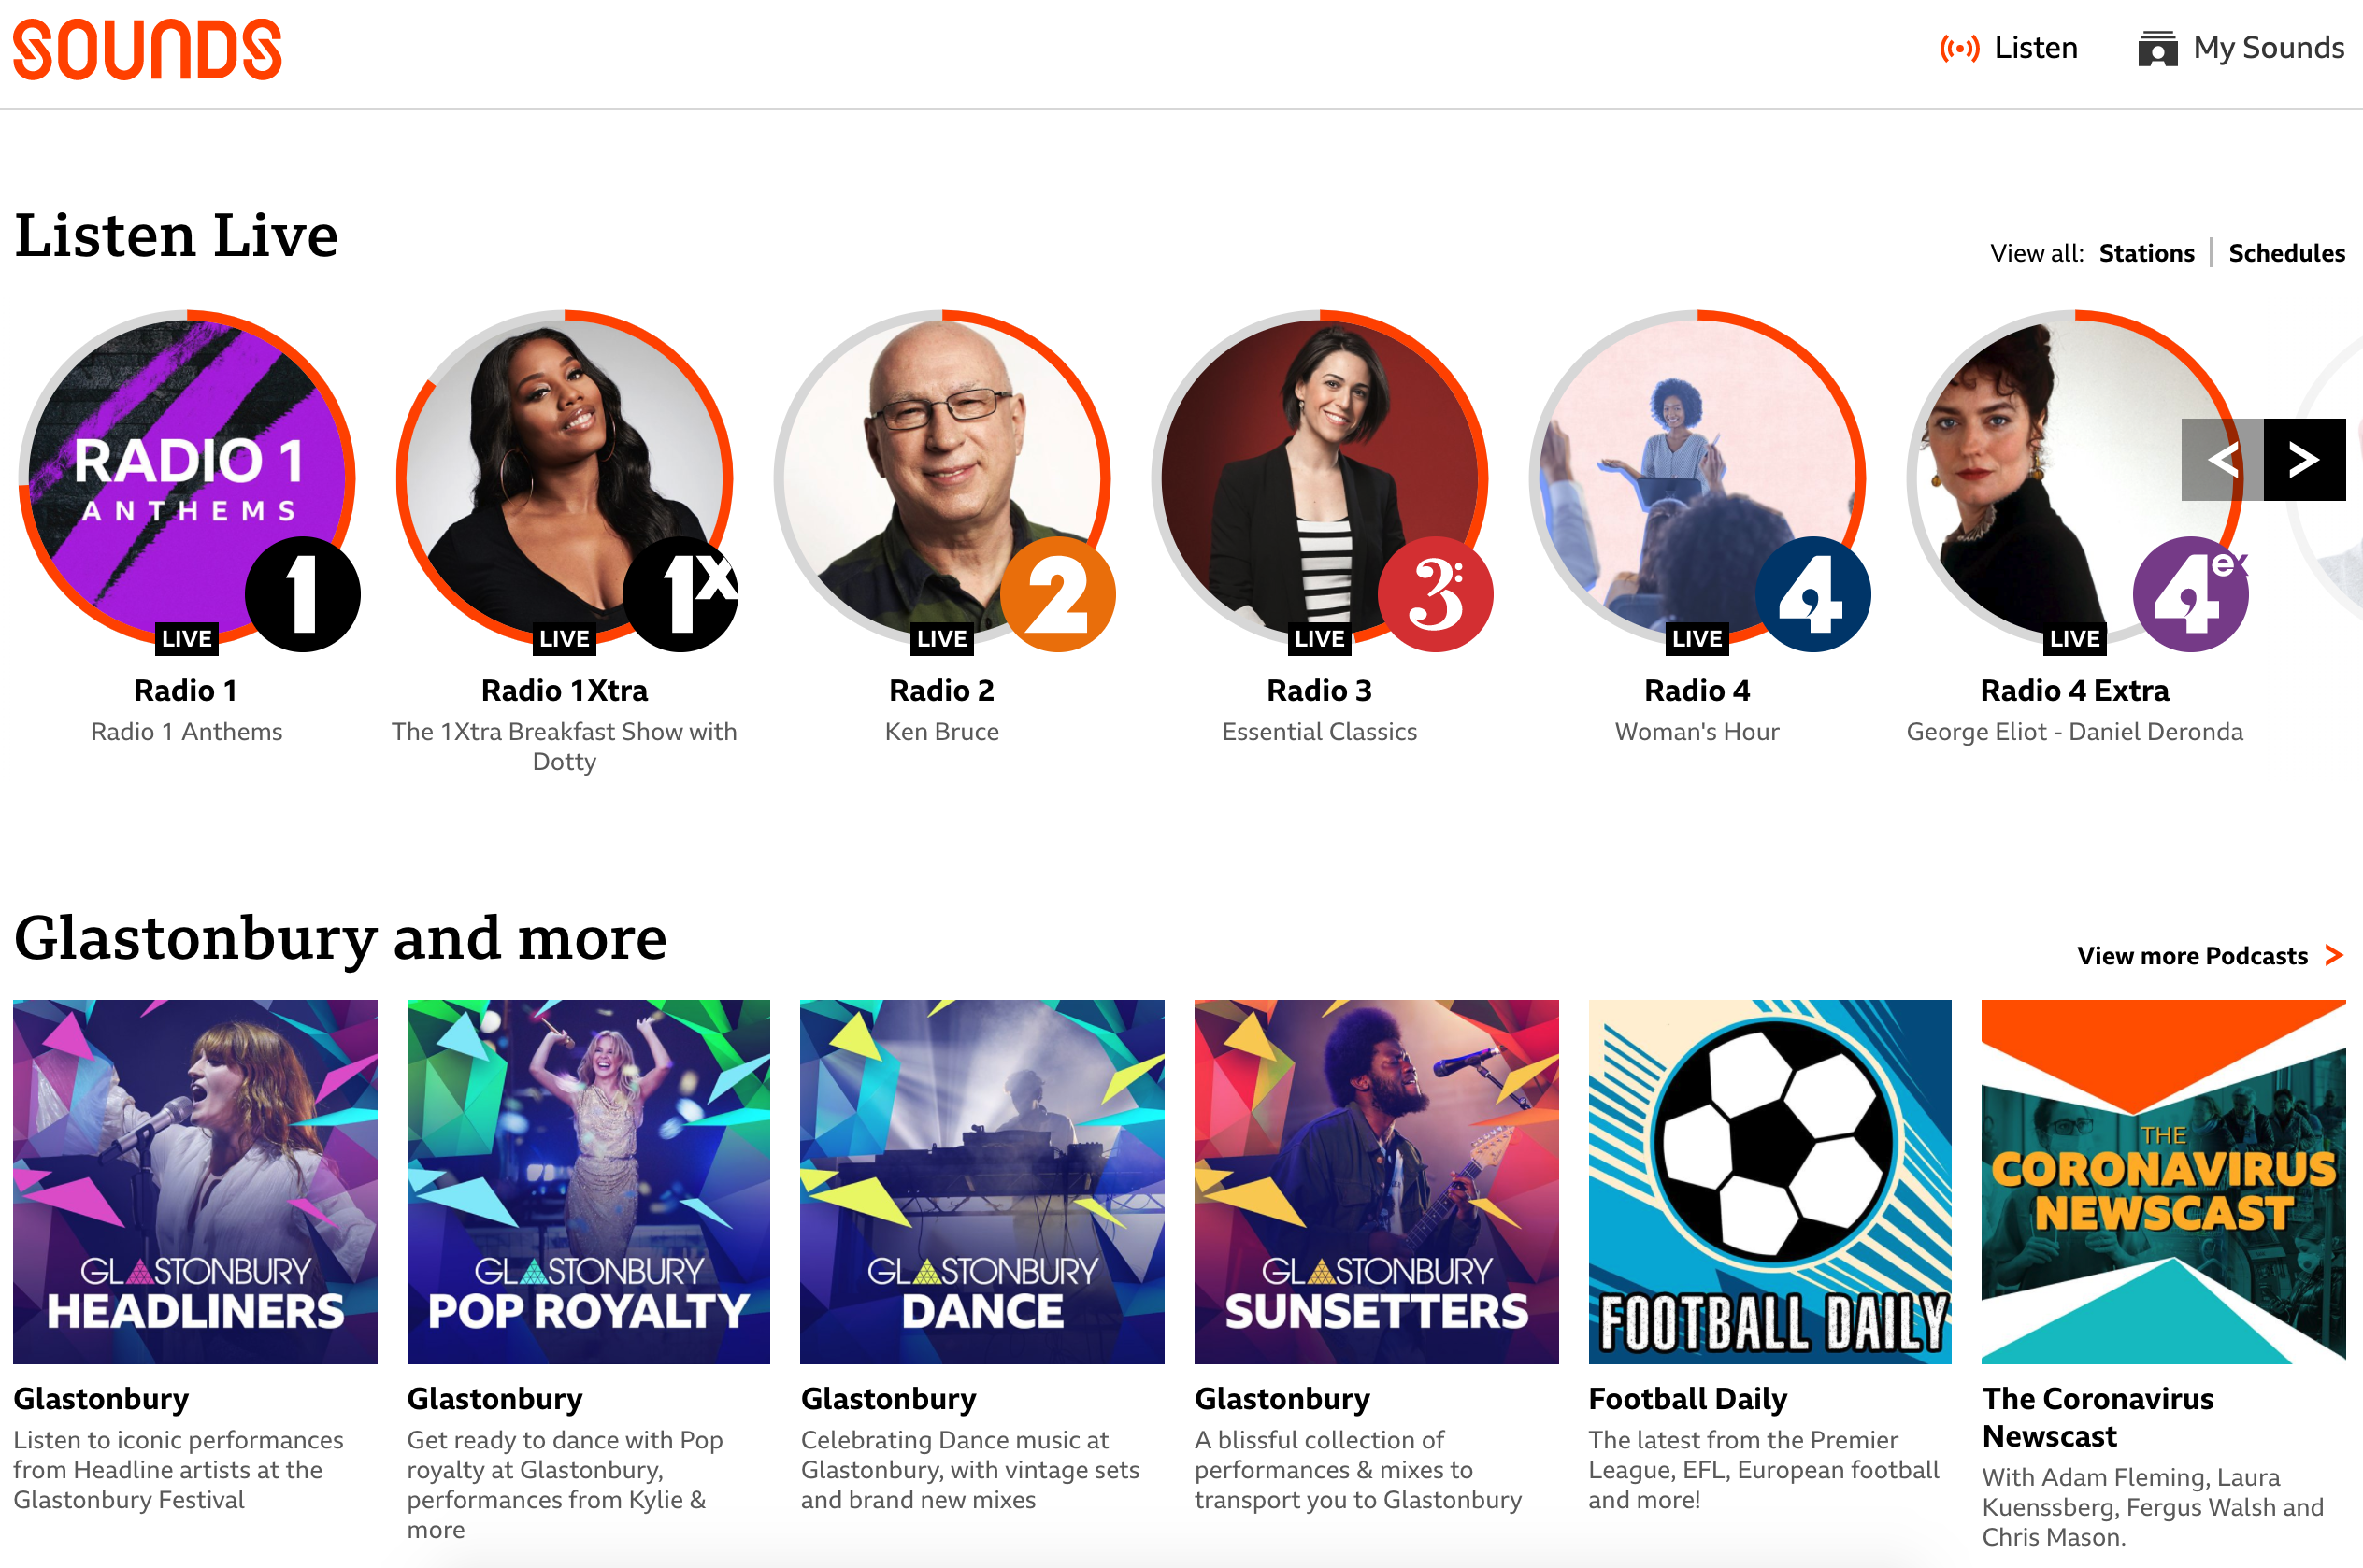 SOUNDS
Listen
My Sounds
Listen Live
View all: Stations | Schedules
RADIO 1
ANTHEMS
1
LIVE
Radio 1
Radio 1 Anthems
1X
LIVE
Radio 1Xtra
The 1Xtra Breakfast Show with
Dotty
2
LIVE
Radio 2
Ken Bruce
3
LIVE
Radio 3
Essential Classics
4
LIVE
Radio 4
Woman's Hour
4ex
LIVE
Radio 4 Extra
George Eliot - Daniel Deronda
< >
Glastonbury and more
View more Podcasts >
GLASTONBURY
HEADLINERS
Glastonbury
Listen to iconic performances
from Headline artists at the
Glastonbury Festival
GLASTONBURY
POP ROYALTY
Glastonbury
Get ready to dance with Pop
royalty at Glastonbury,
performances from Kylie &
more
GLASTONBURY
DANCE
Glastonbury
Celebrating Dance music at
Glastonbury, with vintage sets
and brand new mixes
GLASTONBURY
SUNSETTERS
Glastonbury
A blissful collection of
performances & mixes to
transport you to Glastonbury
FOOTBALL DAILY
Football Daily
The latest from the Premier
League, EFL, European football
and more!
THE
CORONAVIRUS
NEWSCAST
The Coronavirus
Newscast
With Adam Fleming, Laura
Kuenssberg, Fergus Walsh and
Chris Mason.